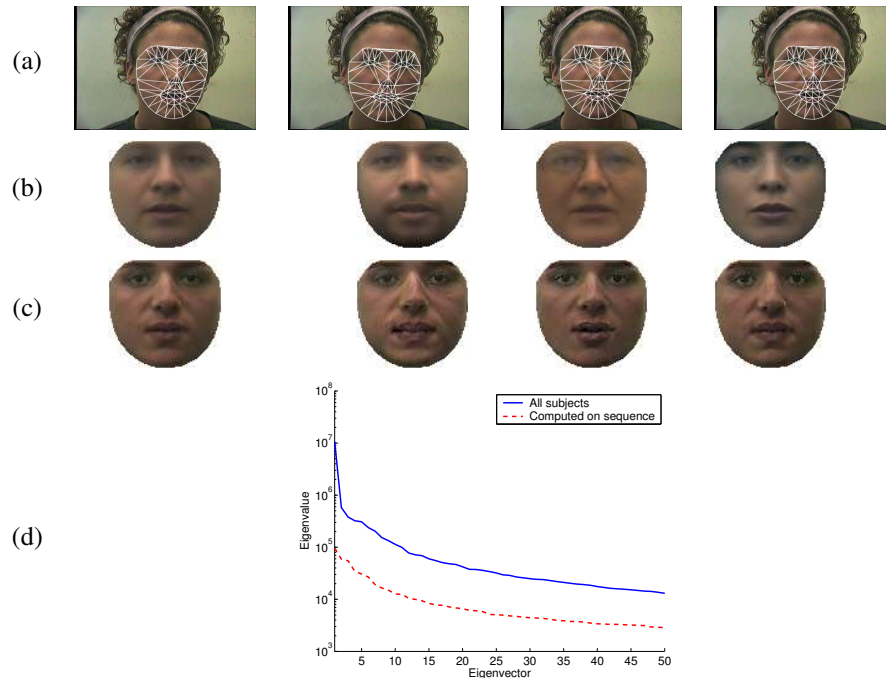 (a)
(b)
(c)
(d)
10^8
10^7
10^6
10^5
10^4
10^3
Eigenvalue
All subjects
Computed on sequence
5 10 15 20 25 30 35 40 45 50
Eigenvector